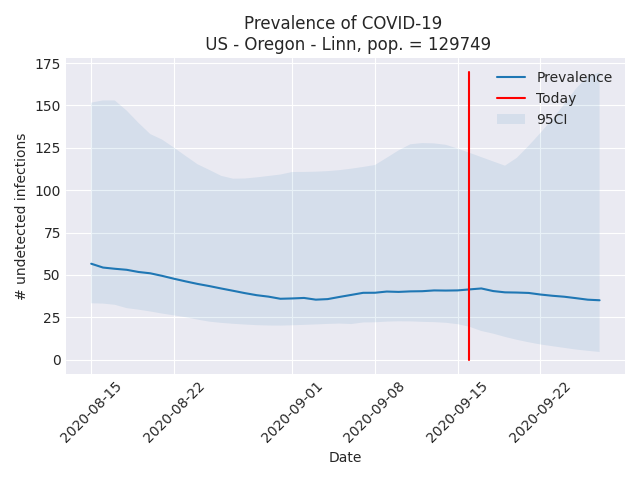 Prevalence of COVID-19
US - Oregon - Linn, pop. = 129749
175
150
125
100
75
50
25
0
# undetected infections
Prevalence
Today
95CI
2020-08-15
2020-08-22
2020-09-01
2020-09-08
2020-09-15
2020-09-22
Date